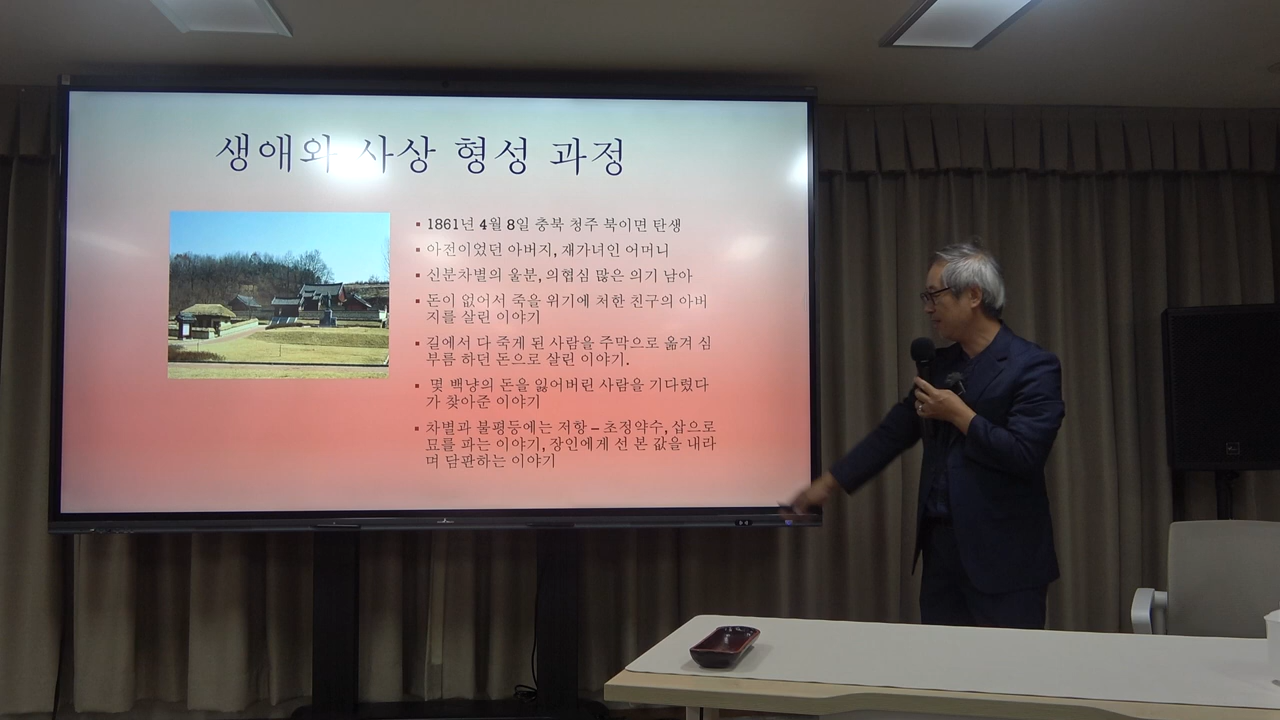 생애와 사상 형성 과정
▪ 1861년 4월 8일 충북 청주 북이면 탄생
▪ 아전이었던 아버지, 재가녀인 어머니
▪ 신분차별의 울분, 의협심 많은 의기 남아
▪ 돈이 없어서 죽을 위기에 처한 친구의 아버
지를 살린 이야기
▪ 길에서 다 죽게 된 사람을 주막으로 옮겨 심
부름 하던 돈으로 살린 이야기.
▪ 몇 백냥의 돈을 잃어버린 사람을 기다렸다
가 찾아준 이야기
▪ 차별과 불평등에는 저항 – 초정약수, 삽으로
묘를 파는 이야기, 장인에게 선 본 값을 내라
며 담판하는 이야기